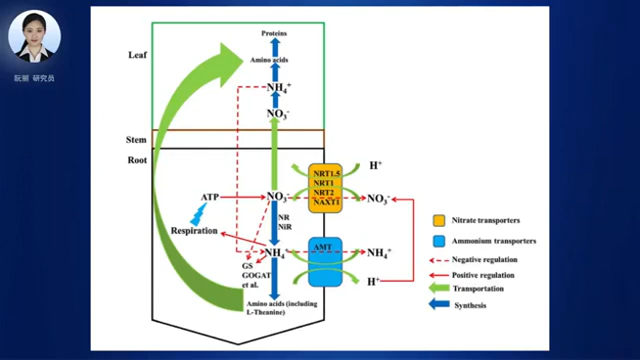 阮丽 研究员
Leaf
Proteins
Amino acids
NH₄⁺
NO₃⁻
Stem
Root
ATP
Respiration
NO₃⁻
NR
NiR
NH₄⁺
GS
GOGAT
et al.
Amino acids (including
L-Theanine)
NRT1.5
NRT1
NRT2
NAXT1
AMT
H⁺
NO₃⁻
NH₄⁺
H⁺
Nitrate transporters
Ammonium transporters
Negative regulation
Positive regulation
Transportation
Synthesis